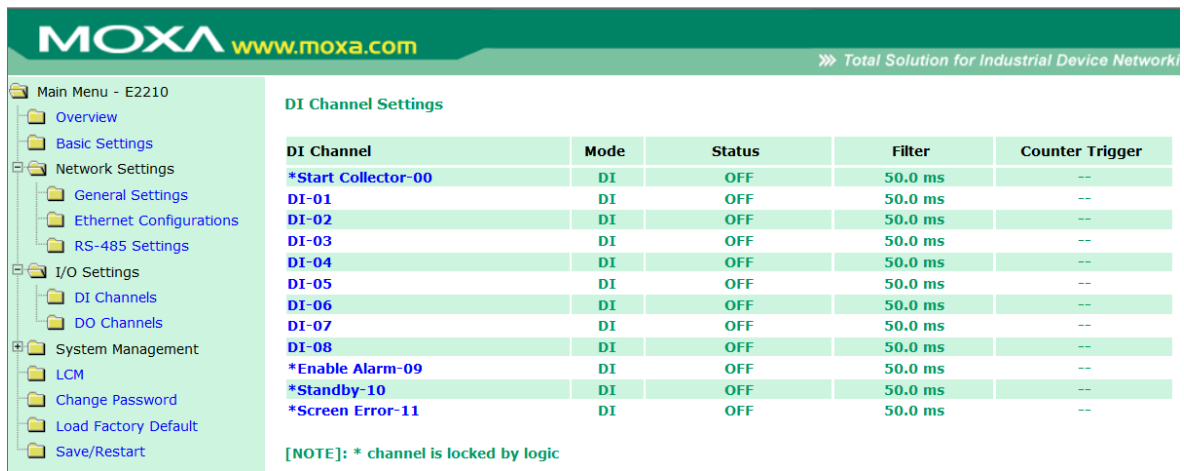 MOXA www.moxa.com
Total Solution for Industrial Device Networki
Main Menu - E2210
Overview
Basic Settings
Network Settings
General Settings
Ethernet Configurations
RS-485 Settings
I/O Settings
DI Channels
DO Channels
System Management
LCM
Change Password
Load Factory Default
Save/Restart
DI Channel Settings
DI Channel Mode Status Filter Counter Trigger
*Start Collector-00 DI OFF 50.0 ms --
DI-01 DI OFF 50.0 ms --
DI-02 DI OFF 50.0 ms --
DI-03 DI OFF 50.0 ms --
DI-04 DI OFF 50.0 ms --
DI-05 DI OFF 50.0 ms --
DI-06 DI OFF 50.0 ms --
DI-07 DI OFF 50.0 ms --
DI-08 DI OFF 50.0 ms --
*Enable Alarm-09 DI OFF 50.0 ms --
*Standby-10 DI OFF 50.0 ms --
*Screen Error-11 DI OFF 50.0 ms --
[NOTE]: * channel is locked by logic